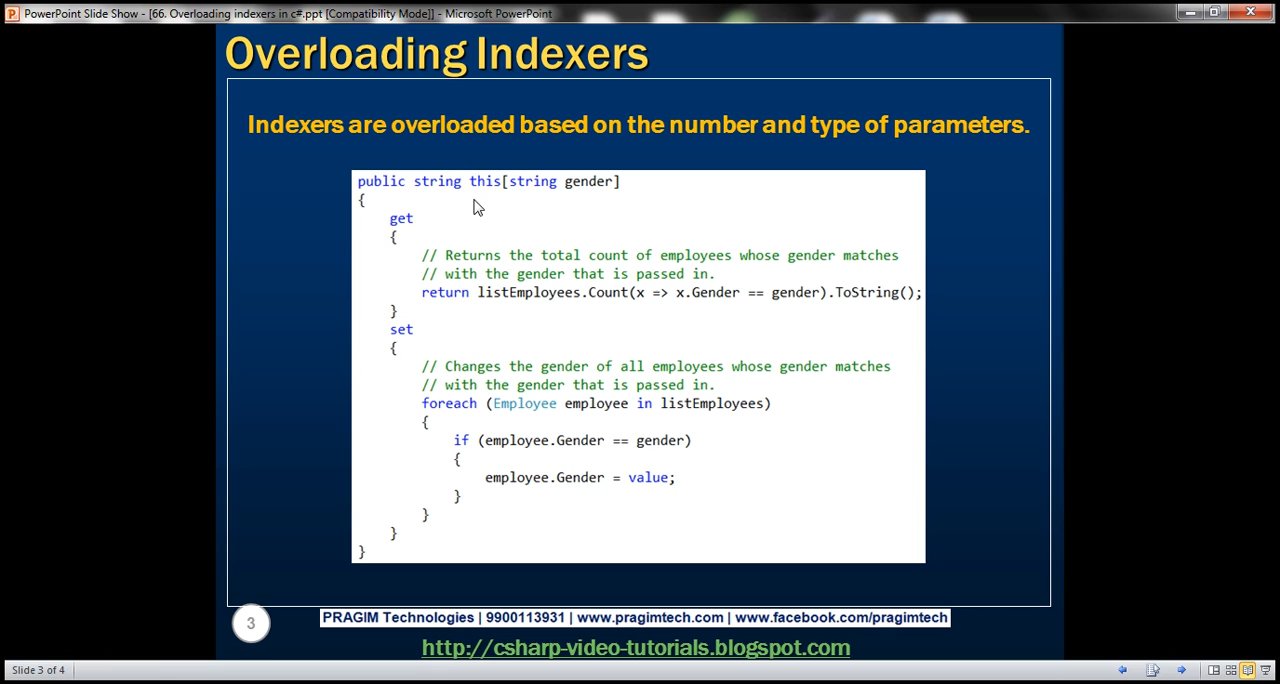 PowerPoint Slide Show - [66. Overloading indexers in c#.ppt [Compatibility Mode]] - Microsoft PowerPoint
Overloading Indexers
Indexers are overloaded based on the number and type of parameters.
public string this[string gender]
{
    get
    {
        // Returns the total count of employees whose gender matches
        // with the gender that is passed in.
        return listEmployees.Count(x => x.Gender == gender).ToString();
    }
    set
    {
        // Changes the gender of all employees whose gender matches
        // with the gender that is passed in.
        foreach (Employee employee in listEmployees)
        {
            if (employee.Gender == gender)
            {
                employee.Gender = value;
            }
        }
    }
}
3
PRAGIM Technologies | 9900113931 | www.pragimtech.com | www.facebook.com/pragimtech
http://csharp-video-tutorials.blogspot.com
Slide 3 of 4